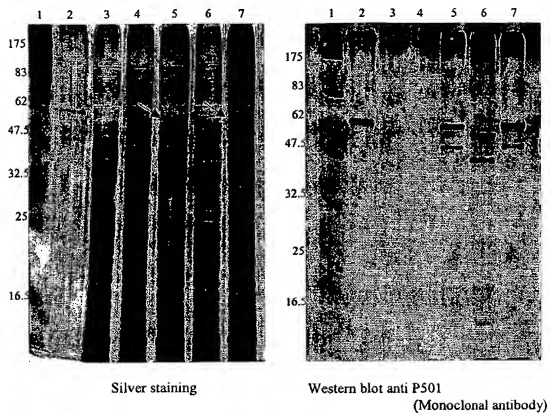 1 2 3 4 5 6 7
175
83
62
47.5
32.5
25
16.5
Silver staining
1 2 3 4 5 6 7
175
83
62
47.5
32.5
25
16.5
Western blot anti P501
(Monoclonal antibody)